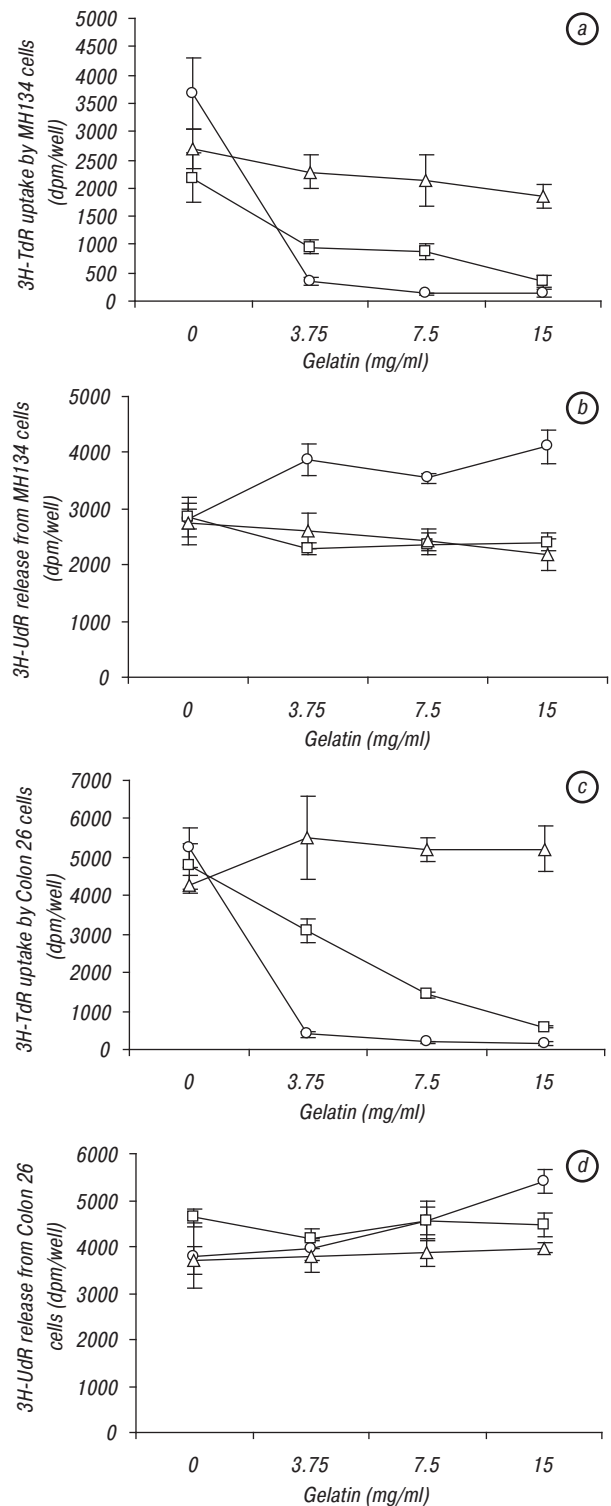 a
3H-TdR uptake by MH134 cells
(dpm/well)
5000
4500
4000
3500
3000
2500
2000
1500
1000
500
0
0 3.75 7.5 15
Gelatin (mg/ml)
b
3H-UdR release from MH134 cells
(dpm/well)
5000
4000
3000
2000
1000
0
0 3.75 7.5 15
Gelatin (mg/ml)
c
3H-TdR uptake by Colon 26 cells
(dpm/well)
7000
6000
5000
4000
3000
2000
1000
0
0 3.75 7.5 15
Gelatin (mg/ml)
d
3H-UdR release from Colon 26
cells (dpm/well)
6000
5000
4000
3000
2000
1000
0
0 3.75 7.5 15
Gelatin (mg/ml)